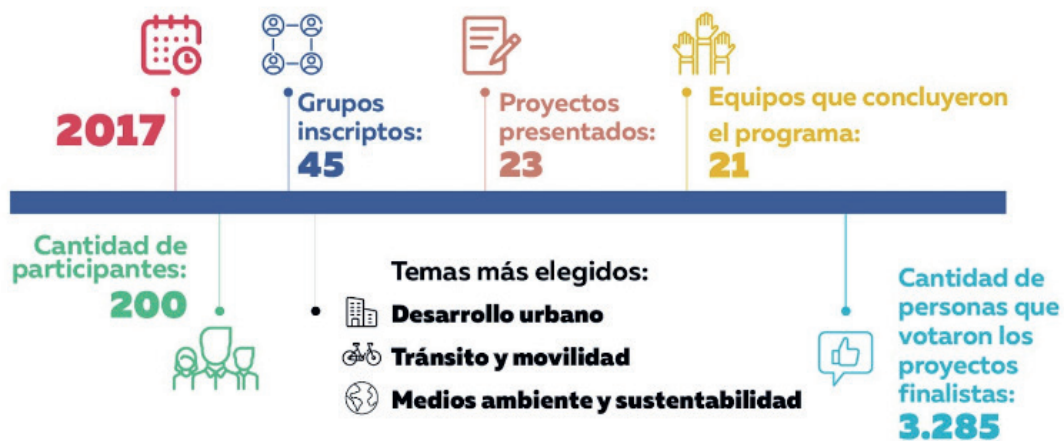 2017
Grupos
inscriptos:
45
Proyectos
presentados:
23
Equipos que concluyeron
el programa:
21
Cantidad de
participantes:
200
Temas más elegidos:
Desarrollo urbano
Tránsito y movilidad
Medios ambiente y sustentabilidad
Cantidad de
personas que
votaron los
proyectos
finalistas:
3.285